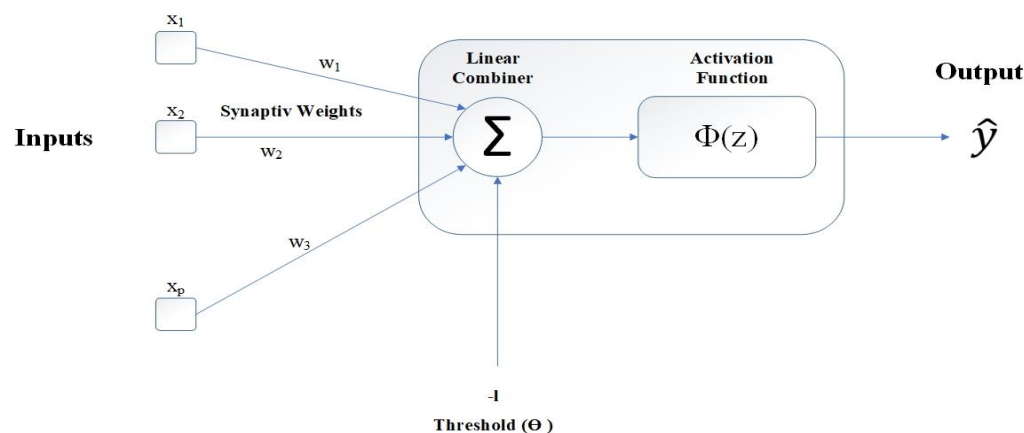 x₁
w₁
Linear
Combiner
Activation
Function
Output
Inputs
x₂
Synaptiv Weights
w₂
Σ
Φ(z)
ŷ
w₃
xₚ
-1
Threshold (Θ )